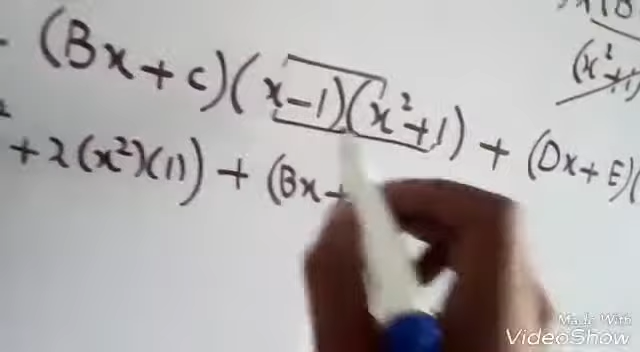 (x²+1)
(Bx+c)(x-1)(x²+1) + (Dx+E)(
+2(x²)(1)) + (Bx+
Made With
VideoShow